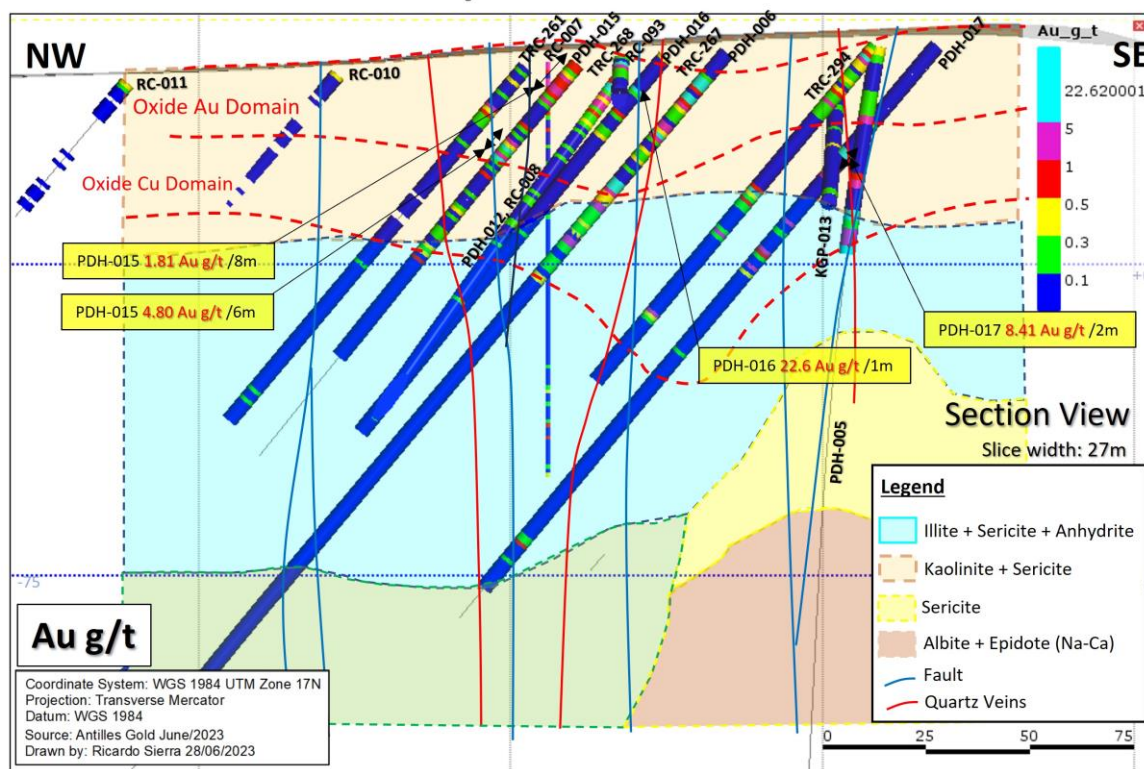 NW
SE
RC-011
RC-010
TRC-261
RC-007
PDH-015
TRC-268
RC-093
PDH-016
TRC-267
PDH-006
TRC-294
PDH-017
Au_g_t
22.620001
5
1
0.5
0.3
0.1
Oxide Au Domain
Oxide Cu Domain
PDH-012, RC-008
KGP-013
PDH-005
PDH-015 1.81 Au g/t /8m
PDH-015 4.80 Au g/t /6m
PDH-016 22.6 Au g/t /1m
PDH-017 8.41 Au g/t /2m
Section View
Slice width: 27m
Legend
Illite + Sericite + Anhydrite
Kaolinite + Sericite
Sericite
Albite + Epidote (Na-Ca)
Fault
Quartz Veins
-75
Au g/t
Coordinate System: WGS 1984 UTM Zone 17N
Projection: Transverse Mercator
Datum: WGS 1984
Source: Antilles Gold June/2023
Drawn by: Ricardo Sierra 28/06/2023
0
25
50
75